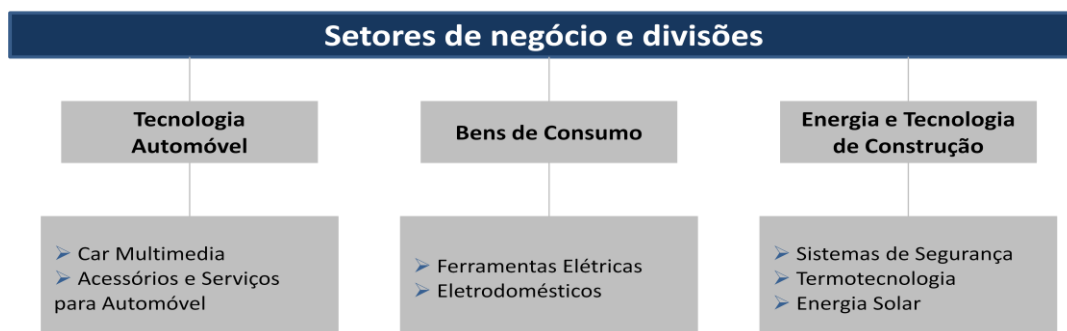 Setores de negócio e divisões
Tecnologia
Automóvel
Bens de Consumo
Energia e Tecnologia
de Construção
➢ Car Multimedia
➢ Acessórios e Serviços
para Automóvel
➢ Ferramentas Elétricas
➢ Eletrodomésticos
➢ Sistemas de Segurança
➢ Termotecnologia
➢ Energia Solar